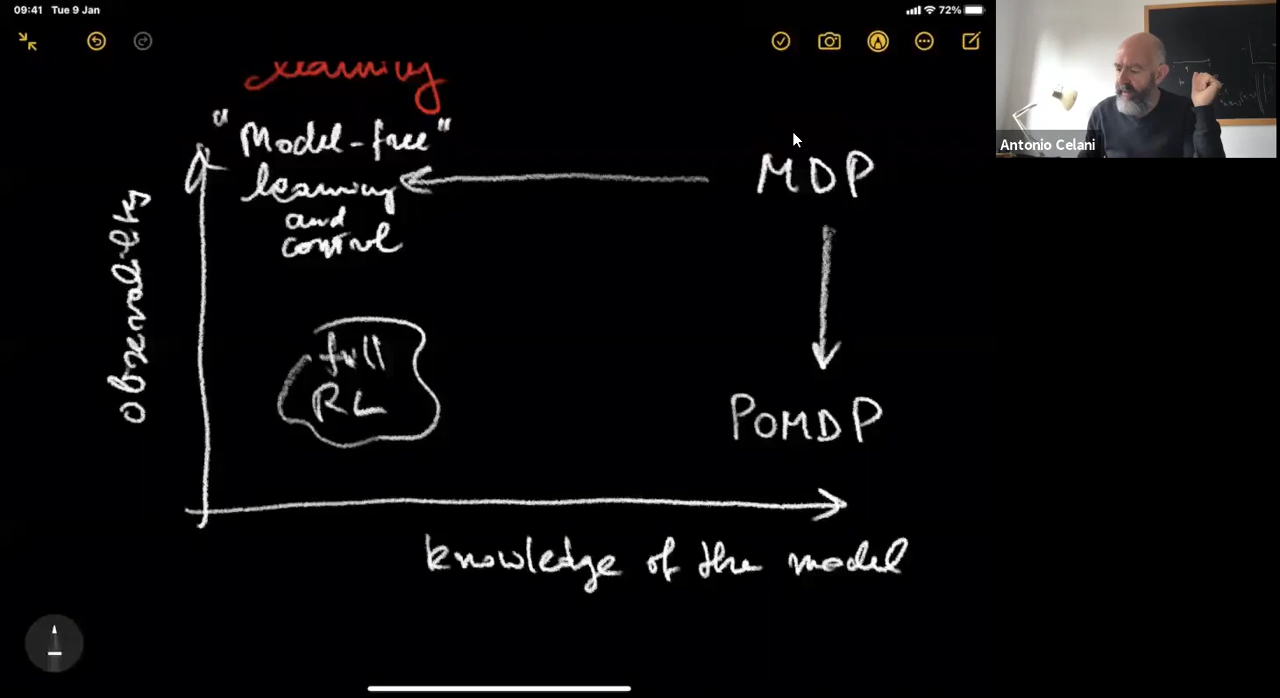 09:41 Tue 9 Jan
72%
learning
"Model-free"
learning
and
control
MDP
observability
full
RL
POMDP
knowledge of the model
Antonio Celani